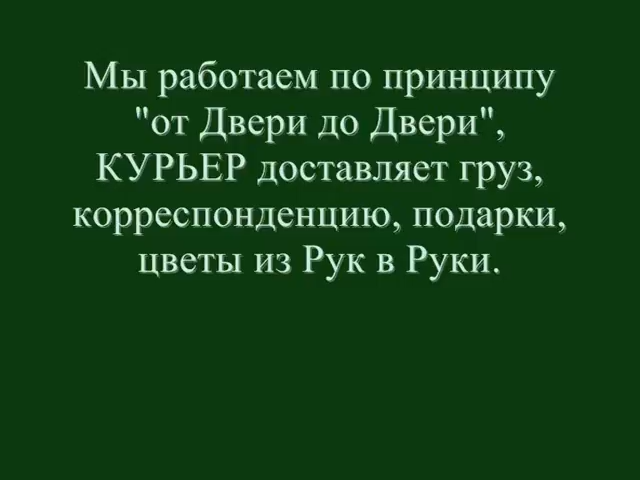 Мы работаем по принципу
"от Двери до Двери",
КУРЬЕР доставляет груз,
корреспонденцию, подарки,
цветы из Рук в Руки.